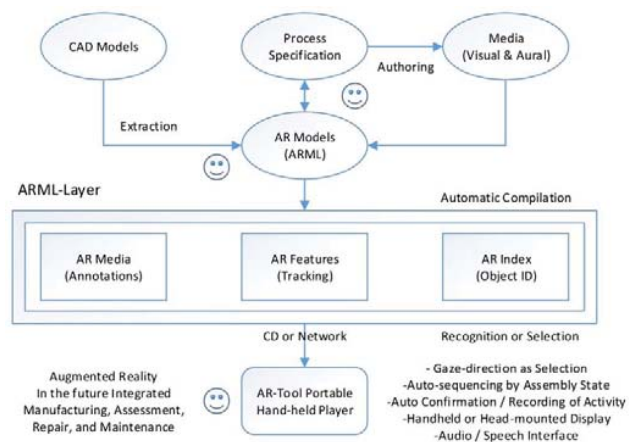 CAD Models
Process
Specification
Media
(Visual & Aural)
Authoring
Extraction
AR Models
(ARML)
ARML-Layer
Automatic Compilation
AR Media
(Annotations)
AR Features
(Tracking)
AR Index
(Object ID)
CD or Network
Recognition or Selection
Augmented Reality
In the future Integrated
Manufacturing, Assessment,
Repair, and Maintenance
AR-Tool Portable
Hand-held Player
- Gaze-direction as Selection
-Auto-sequencing by Assembly State
-Auto Confirmation / Recording of Activity
-Handheld or Head-mounted Display
-Audio / Speech Interface